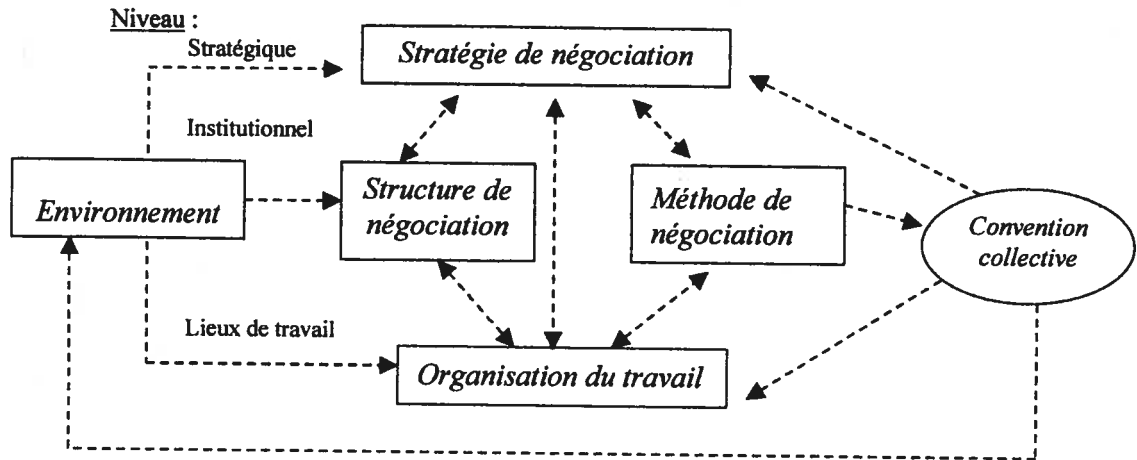 Niveau :
Stratégique
Stratégie de négociation
Institutionnel
Environnement
Structure de
négociation
Méthode de
négociation
Convention
collective
Lieux de travail
Organisation du travail